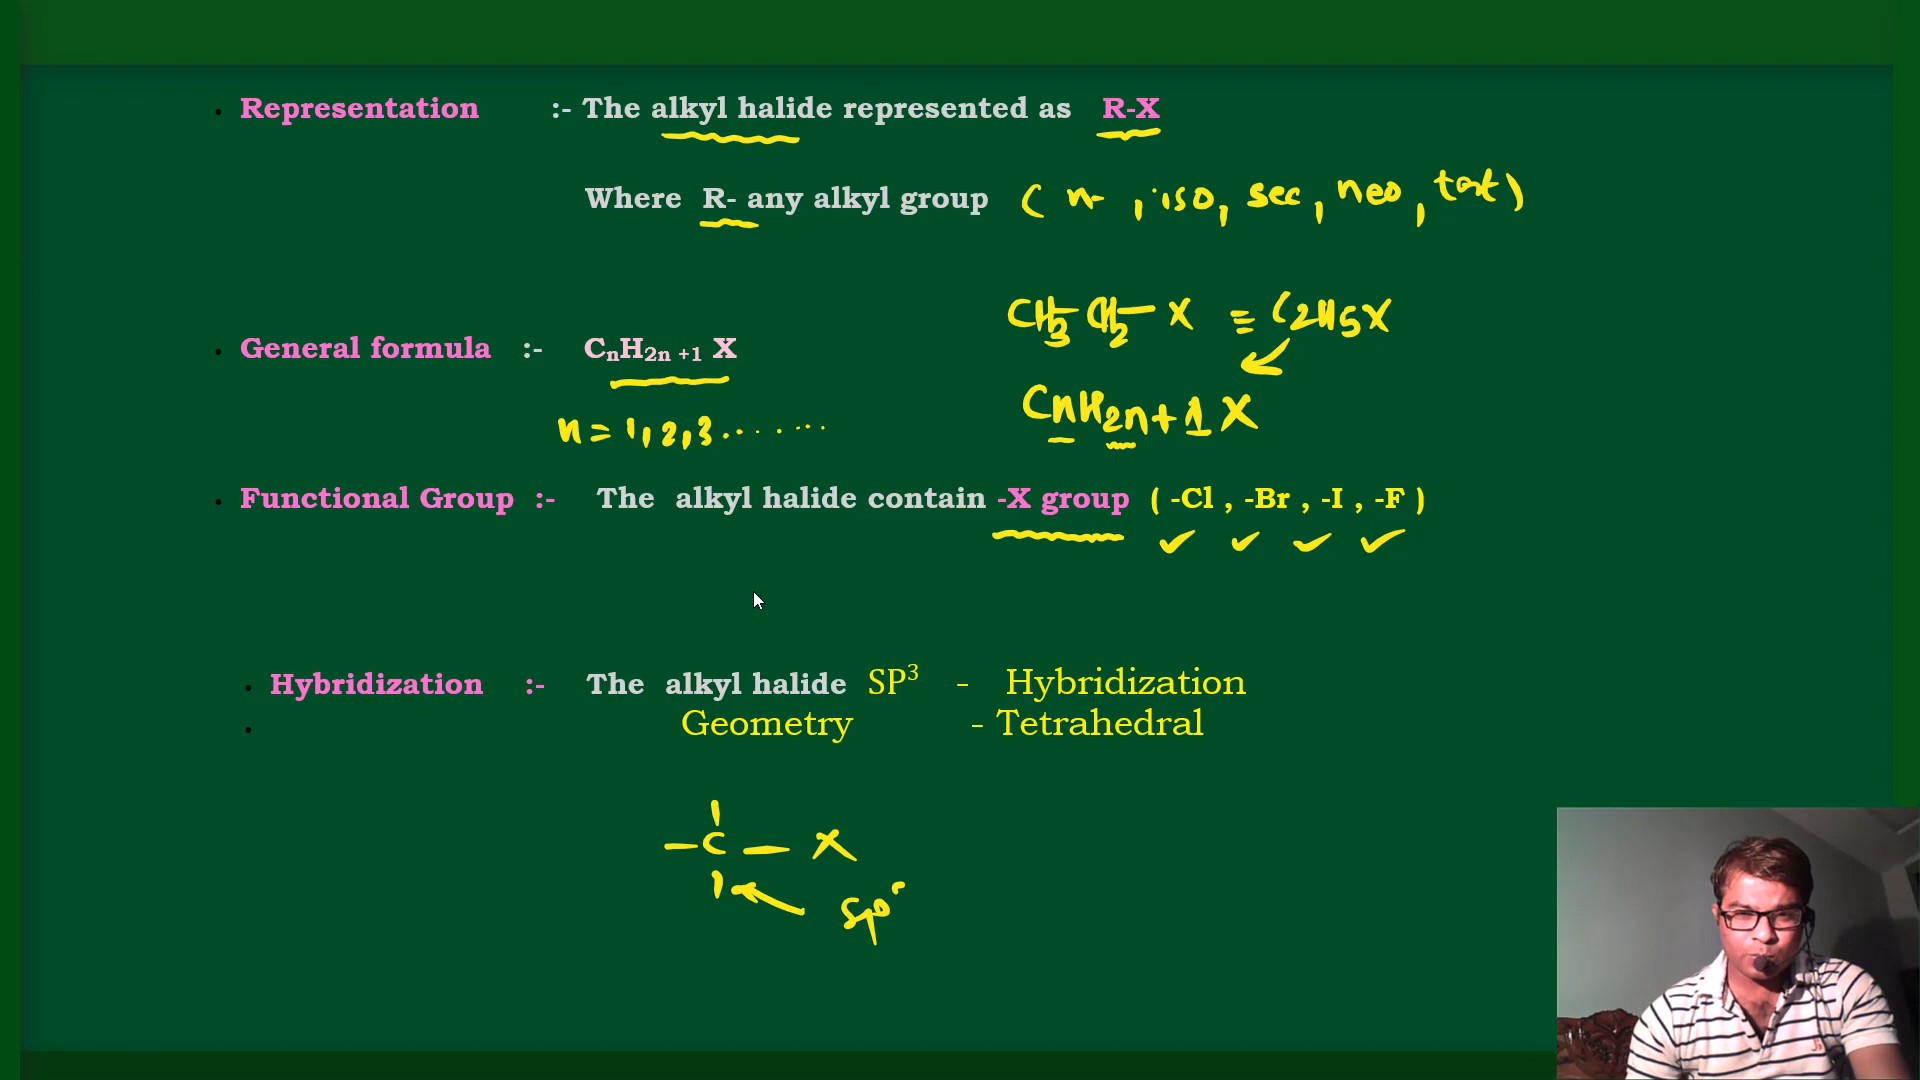 Representation :- The alkyl halide represented as R-X
Where R- any alkyl group ( n- , iso, sec, neo, tert )
CH3-CH2-X ≡ C2H5X
General formula :- CnH2n +1 X
CnH2n+1 X
n = 1, 2, 3 . . . . . .
Functional Group :- The alkyl halide contain -X group ( -Cl , -Br , -I , -F )
Hybridization :- The alkyl halide SP³ - Hybridization
Geometry - Tetrahedral
-C-X
sp